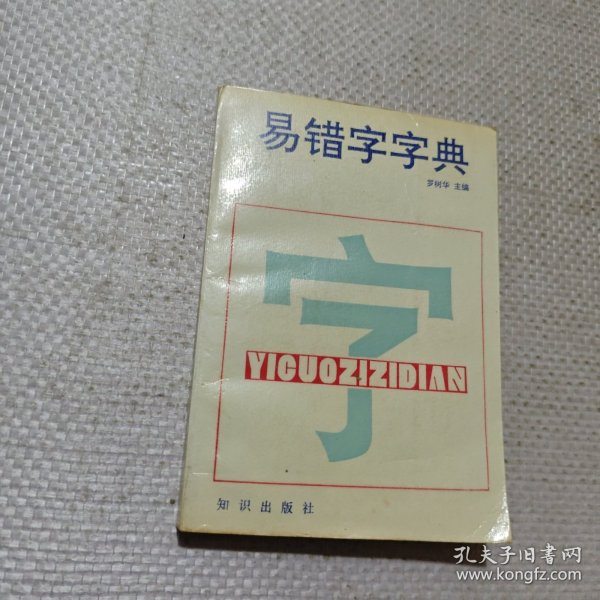 易错字字典
罗树华 主编
字
YICUOZIZIDIAN
知识出版社
孔夫子旧书网
www.kongfz.com